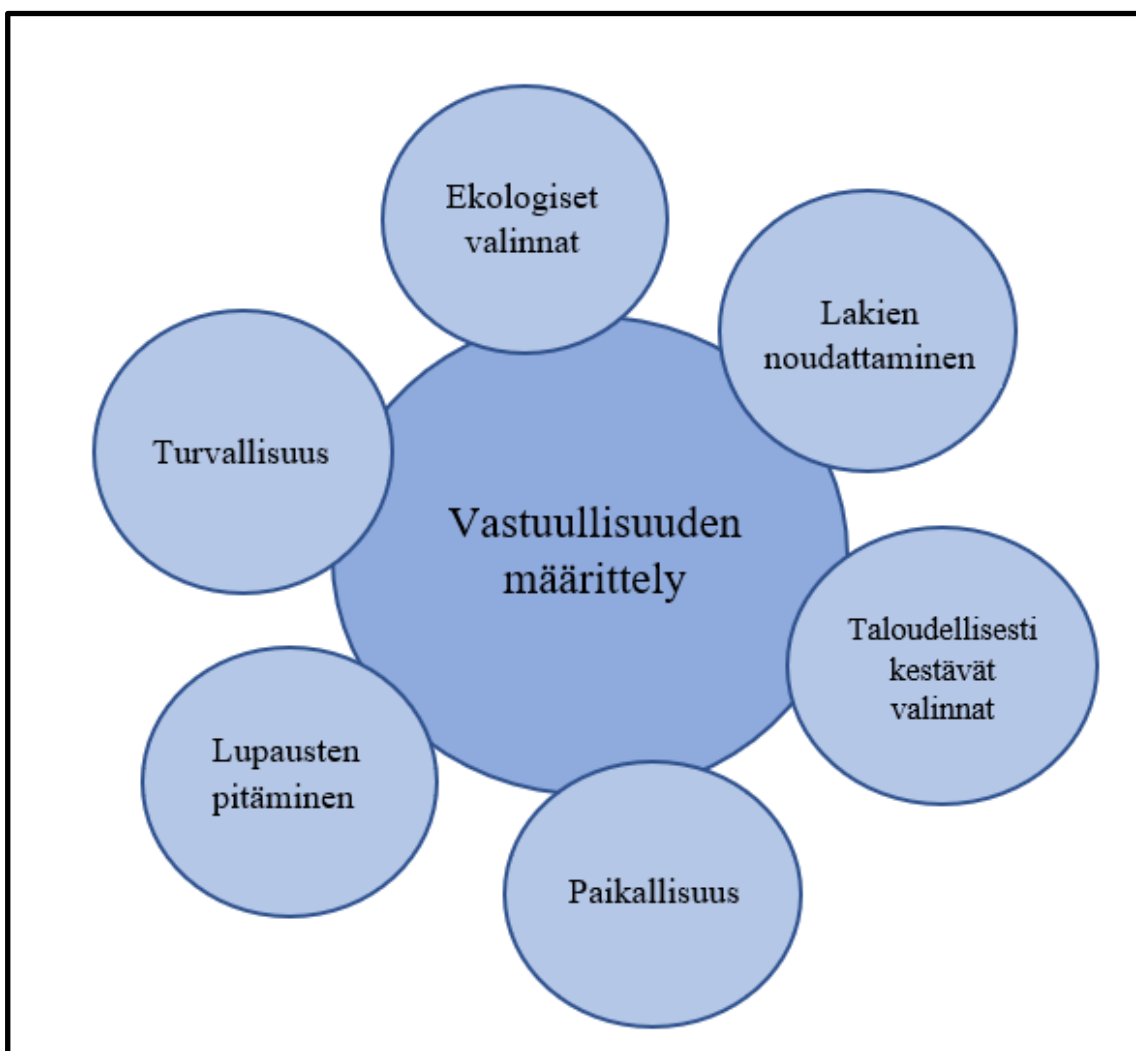 Ekologiset
valinnat
Lakien
noudattaminen
Turvallisuus
Vastuullisuuden
määrittely
Taloudellisesti
kestävät
valinnat
Lupausten
pitäminen
Paikallisuus